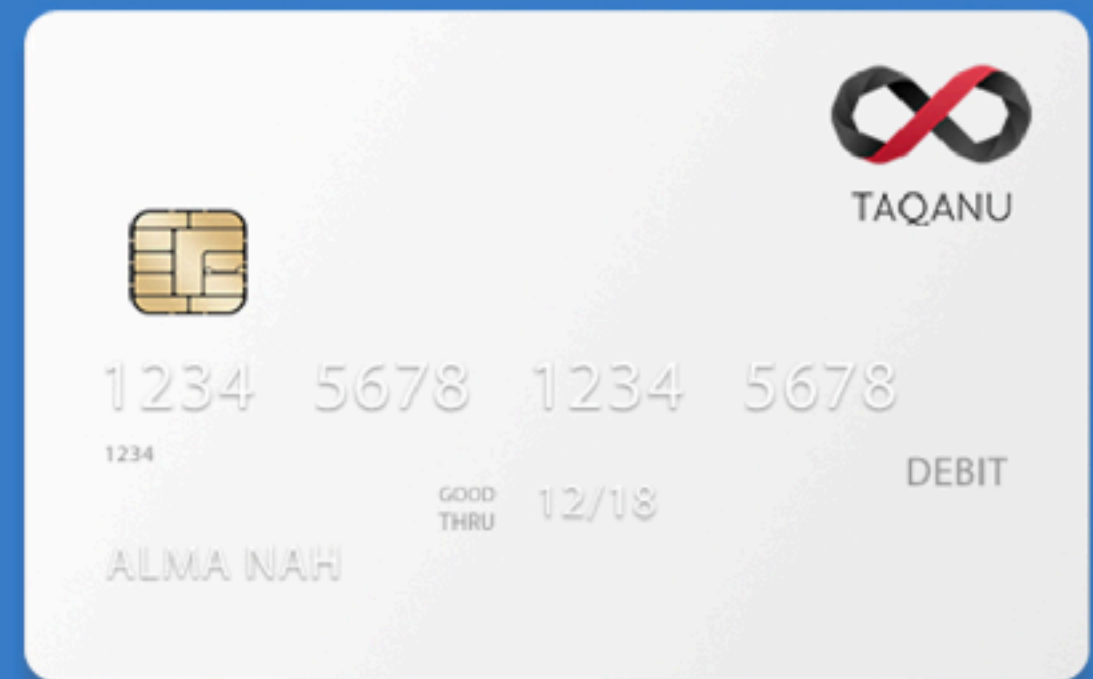 TAQANU
1234 5678 1234 5678
1234
DEBIT
GOOD
THRU
12/18
ALMA NAH